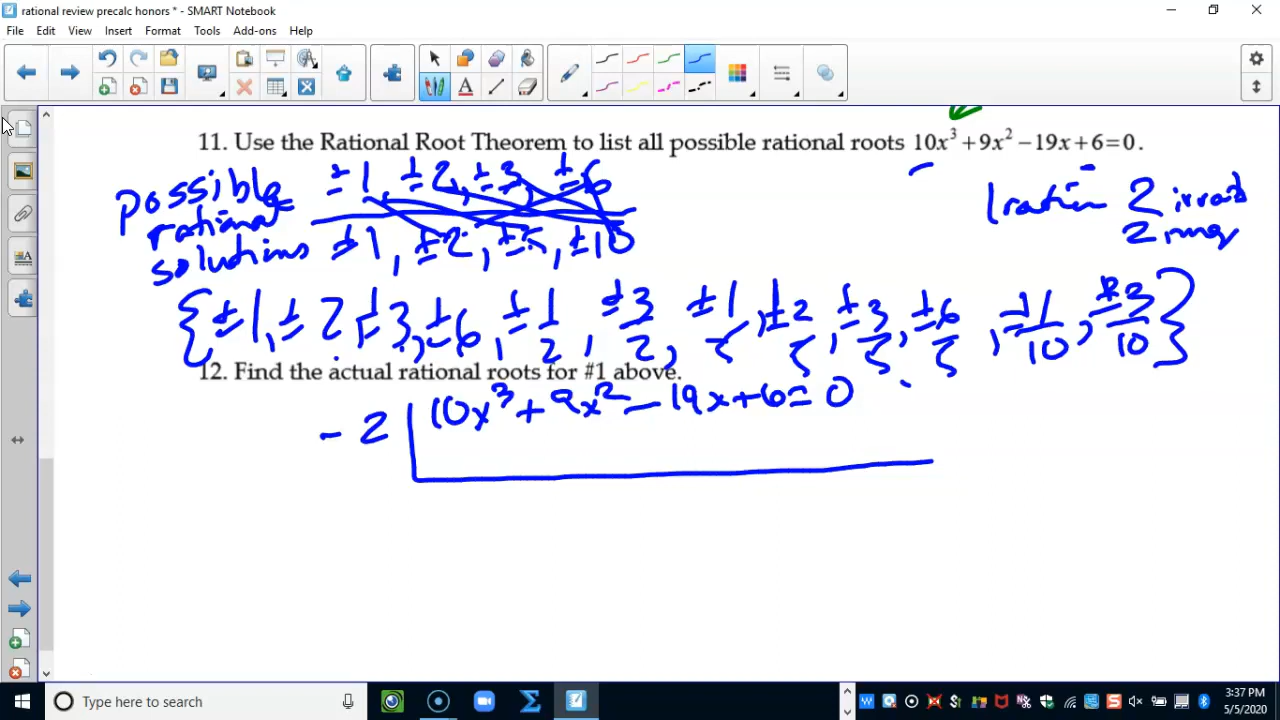 rational review precalc honors * - SMART Notebook
File Edit View Insert Format Tools Add-ons Help
11. Use the Rational Root Theorem to list all possible rational roots 10x³ +9x² −19x+6=0.
possible ±1, ±2, ±3, ±6
rational
solutions ±1, ±2, ±5, ±10
1 ration 2 irrati
2 imag
{±1, ±2, ±3, ±6, ±1/2, ±3/2, ±1/5, ±2/5, ±3/5, ±6/5, ±1/10, ±3/10}
12. Find the actual rational roots for #1 above.
-2 10x³ + 9x² − 19x + 6 = 0
Type here to search
3:37 PM
5/5/2020